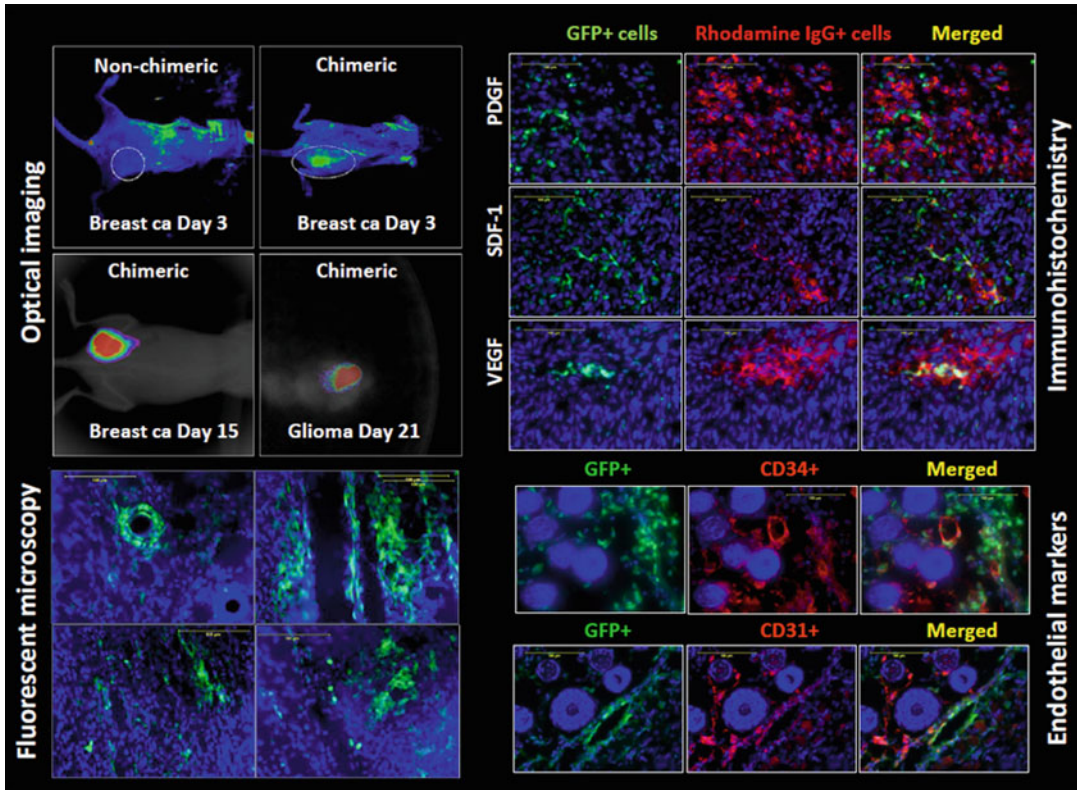 Optical imaging
Non-chimeric
Breast ca Day 3
Chimeric
Breast ca Day 3
Chimeric
Breast ca Day 15
Chimeric
Glioma Day 21
Fluorescent microscopy
GFP+ cells
Rhodamine IgG+ cells
Merged
PDGF
SDF-1
VEGF
Immunohistochemistry
GFP+
CD34+
Merged
GFP+
CD31+
Merged
Endothelial markers